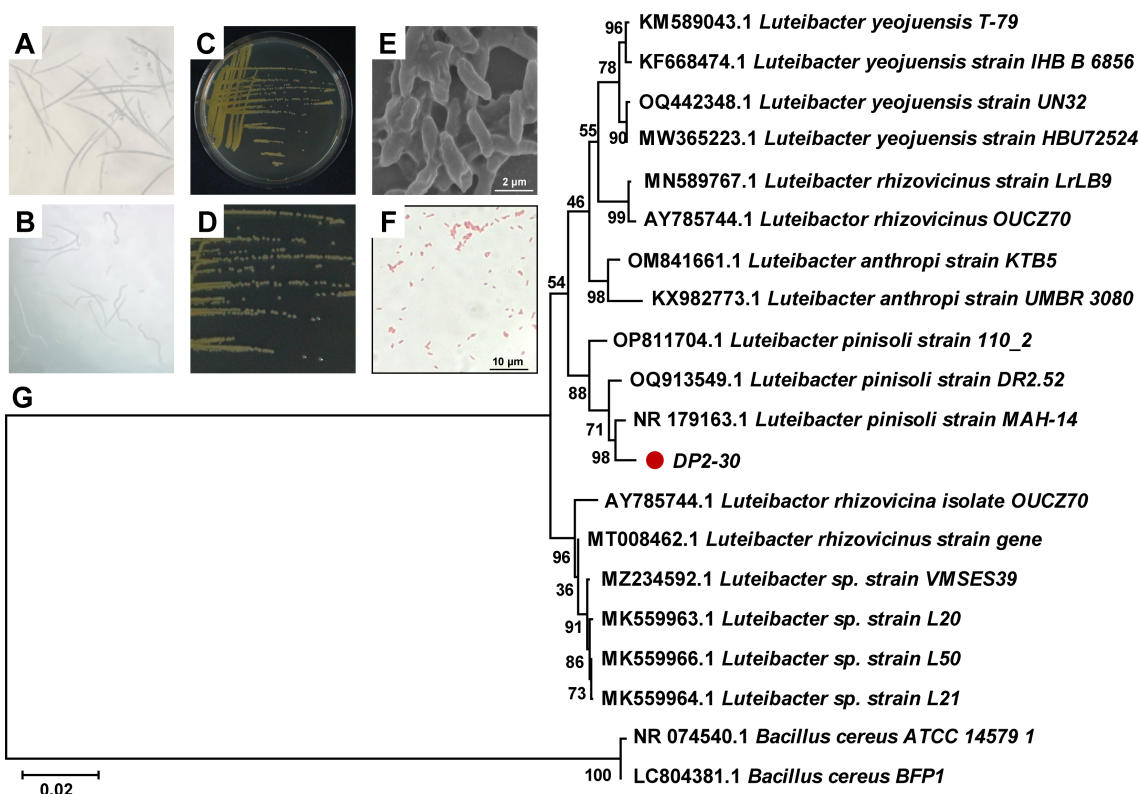 A
C
E
2 µm
B
D
F
10 µm
G
96
KM589043.1 Luteibacter yeojuensis T-79
78
KF668474.1 Luteibacter yeojuensis strain IHB B 6856
OQ442348.1 Luteibacter yeojuensis strain UN32
55
90
MW365223.1 Luteibacter yeojuensis strain HBU72524
MN589767.1 Luteibacter rhizovicinus strain LrLB9
46
99
AY785744.1 Luteibactor rhizovicinus OUCZ70
OM841661.1 Luteibacter anthropi strain KTB5
54
98
KX982773.1 Luteibacter anthropi strain UMBR 3080
OP811704.1 Luteibacter pinisoli strain 110_2
88
OQ913549.1 Luteibacter pinisoli strain DR2.52
71
NR 179163.1 Luteibacter pinisoli strain MAH-14
98
DP2-30
AY785744.1 Luteibactor rhizovicina isolate OUCZ70
96
MT008462.1 Luteibacter rhizovicinus strain gene
36
MZ234592.1 Luteibacter sp. strain VMSES39
91
MK559963.1 Luteibacter sp. strain L20
86
MK559966.1 Luteibacter sp. strain L50
73
MK559964.1 Luteibacter sp. strain L21
NR 074540.1 Bacillus cereus ATCC 14579 1
100
LC804381.1 Bacillus cereus BFP1
0.02